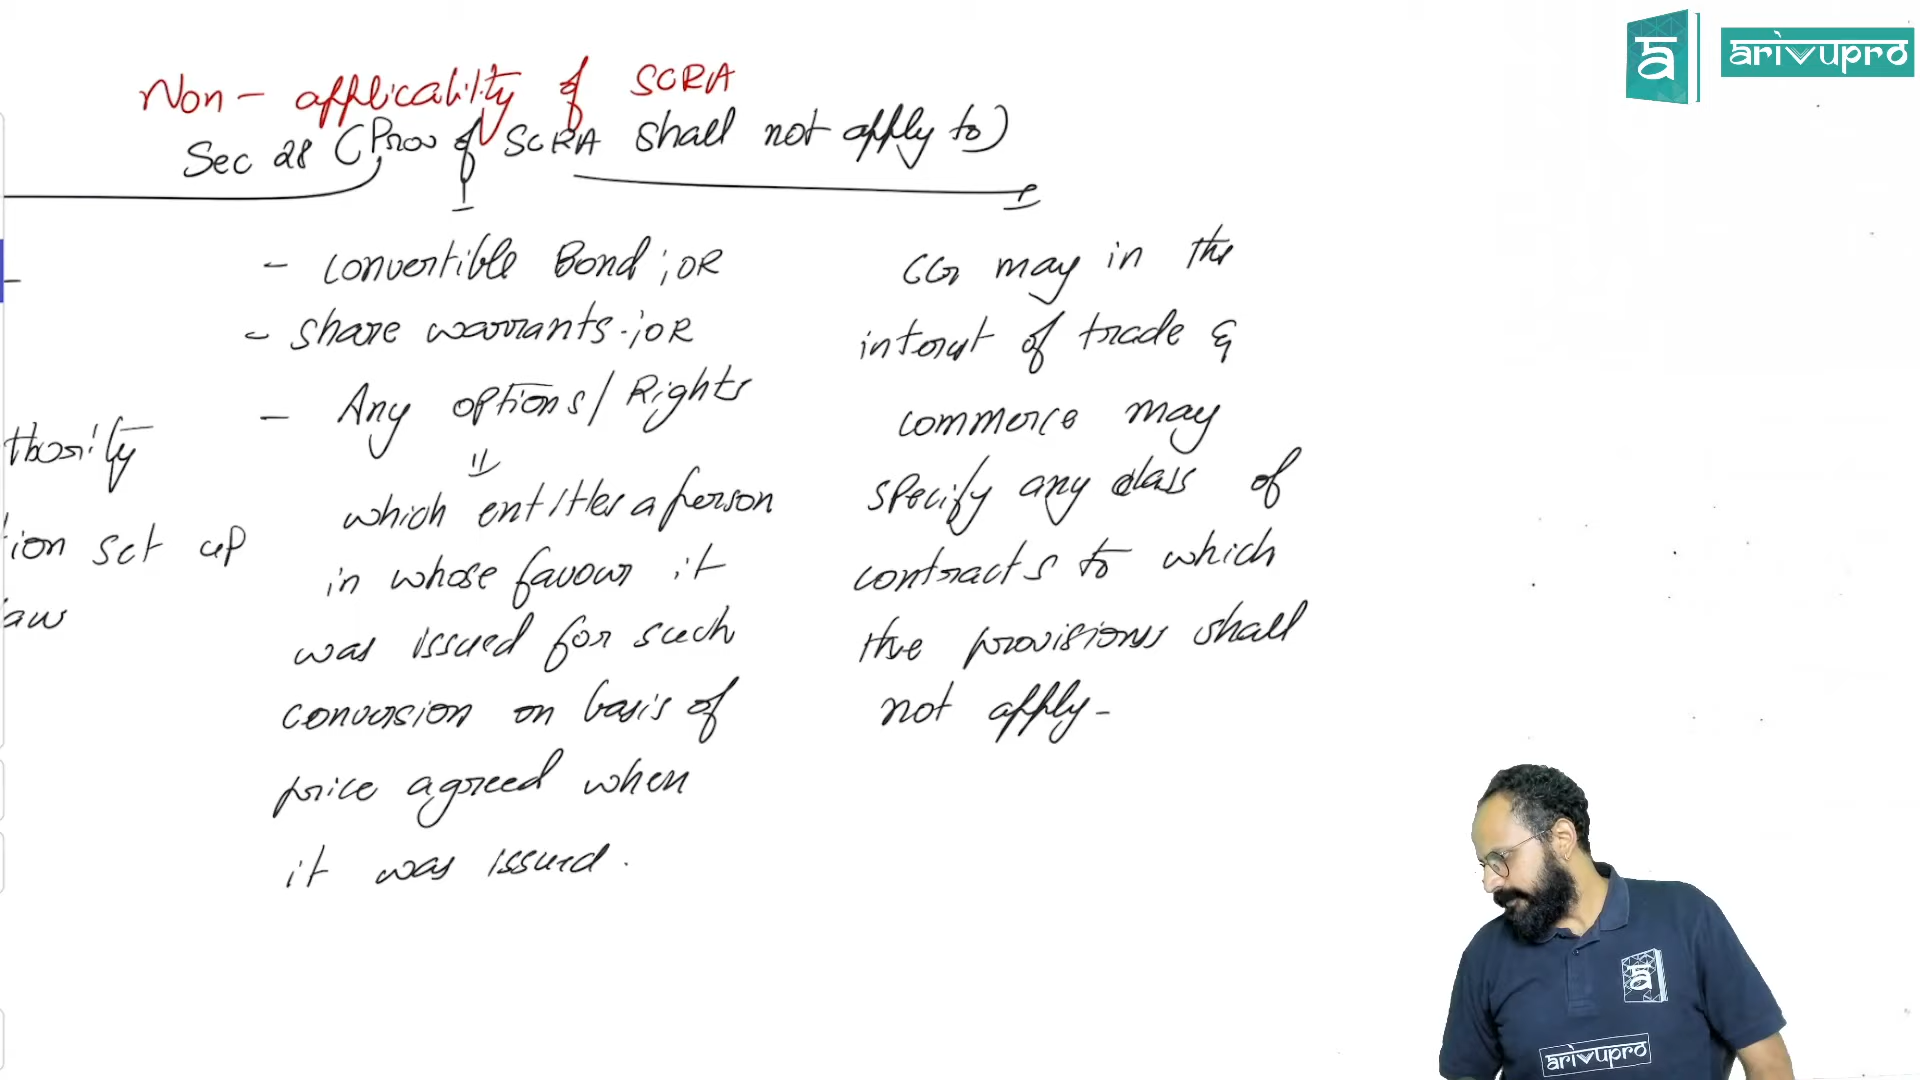 arivupro
Non - applicability of SCRA
Sec 28 (Prov of SCRA shall not apply to)
- convertible Bond ; OR
- share warrants ; OR
- Any options / Rights
which entitles a person
in whose favour it
was issued for such
conversion on basis of
price agreed when
it was issued .
CG may in the
interest of trade &
commerce may
specify any class of
contracts to which
the provisions shall
not apply -
thority
tion set up
aw
arivupro